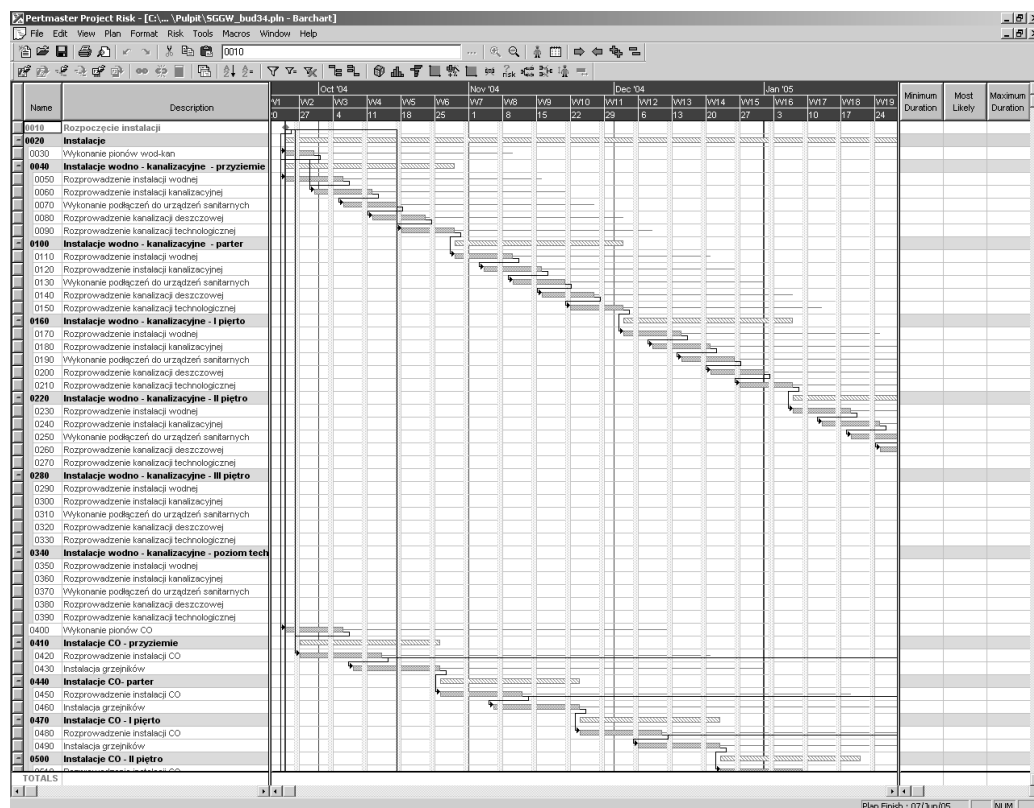 Pertmaster Project Risk - [C:\... \Pulpit\SGGW_bud34.pln - Barchart]
File Edit View Plan Format Risk Tools Macros Window Help
0010
Oct '04 Nov '04 Dec '04 Jan '05
Name Description
W1 W2 W3 W4 W5 W6 W7 W8 W9 W10 W11 W12 W13 W14 W15 W16 W17 W18 W19
20 27 4 11 18 25 1 8 15 22 29 6 13 20 27 3 10 17 24
Minimum Duration
Most Likely
Maximum Duration
0010 Rozpoczęcie instalacji
0020 Instalacje
0030 Wykonanie pionów wod-kan
0040 Instalacje wodno - kanalizacyjne - przyziemie
0050 Rozprowadzenie instalacji wodnej
0060 Rozprowadzenie instalacji kanalizacyjnej
0070 Wykonanie podłączeń do urządzeń sanitarnych
0080 Rozprowadzenie kanalizacji deszczowej
0090 Rozprowadzenie kanalizacji technologicznej
0100 Instalacje wodno - kanalizacyjne - parter
0110 Rozprowadzenie instalacji wodnej
0120 Rozprowadzenie instalacji kanalizacyjnej
0130 Wykonanie podłączeń do urządzeń sanitarnych
0140 Rozprowadzenie kanalizacji deszczowej
0150 Rozprowadzenie kanalizacji technologicznej
0160 Instalacje wodno - kanalizacyjne - I pierto
0170 Rozprowadzenie instalacji wodnej
0180 Rozprowadzenie instalacji kanalizacyjnej
0190 Wykonanie podłączeń do urządzeń sanitarnych
0200 Rozprowadzenie kanalizacji deszczowej
0210 Rozprowadzenie kanalizacji technologicznej
0220 Instalacje wodno - kanalizacyjne - II piętro
0230 Rozprowadzenie instalacji wodnej
0240 Rozprowadzenie instalacji kanalizacyjnej
0250 Wykonanie podłączeń do urządzeń sanitarnych
0260 Rozprowadzenie kanalizacji deszczowej
0270 Rozprowadzenie kanalizacji technologicznej
0280 Instalacje wodno - kanalizacyjne - III piętro
0290 Rozprowadzenie instalacji wodnej
0300 Rozprowadzenie instalacji kanalizacyjnej
0310 Wykonanie podłączeń do urządzeń sanitarnych
0320 Rozprowadzenie kanalizacji deszczowej
0330 Rozprowadzenie kanalizacji technologicznej
0340 Instalacje wodno - kanalizacyjne - poziom tech
0350 Rozprowadzenie instalacji wodnej
0360 Rozprowadzenie instalacji kanalizacyjnej
0370 Wykonanie podłączeń do urządzeń sanitarnych
0380 Rozprowadzenie kanalizacji deszczowej
0390 Rozprowadzenie kanalizacji technologicznej
0400 Wykonanie pionów CO
0410 Instalacje CO - przyziemie
0420 Rozprowadzenie instalacji CO
0430 Instalacja grzejników
0440 Instalacje CO- parter
0450 Rozprowadzenie instalacji CO
0460 Instalacja grzejników
0470 Instalacje CO - I pierto
0480 Rozprowadzenie instalacji CO
0490 Instalacja grzejników
0500 Instalacje CO - II piętro
TOTALS
Plan Finish : 07/Jun/05 NUM